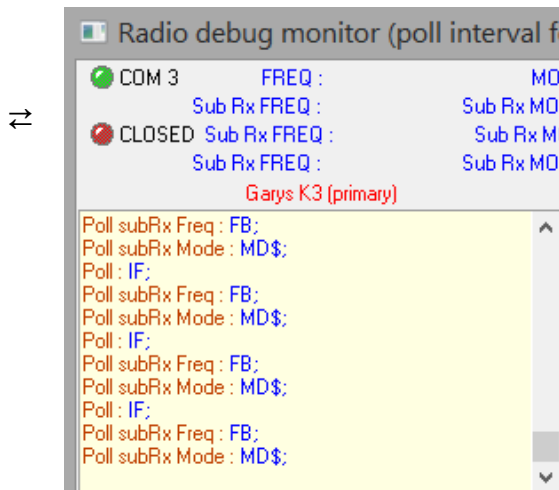 Radio debug monitor (poll interval f
COM 3 FREQ : MO
Sub Rx FREQ : Sub Rx MO
CLOSED Sub Rx FREQ : Sub Rx M
Sub Rx FREQ : Sub Rx MO
Garys K3 (primary)
Poll subRx Freq : FB;
Poll subRx Mode : MD$;
Poll : IF;
Poll subRx Freq : FB;
Poll subRx Mode : MD$;
Poll : IF;
Poll subRx Freq : FB;
Poll subRx Mode : MD$;
Poll : IF;
Poll subRx Freq : FB;
Poll subRx Mode : MD$;